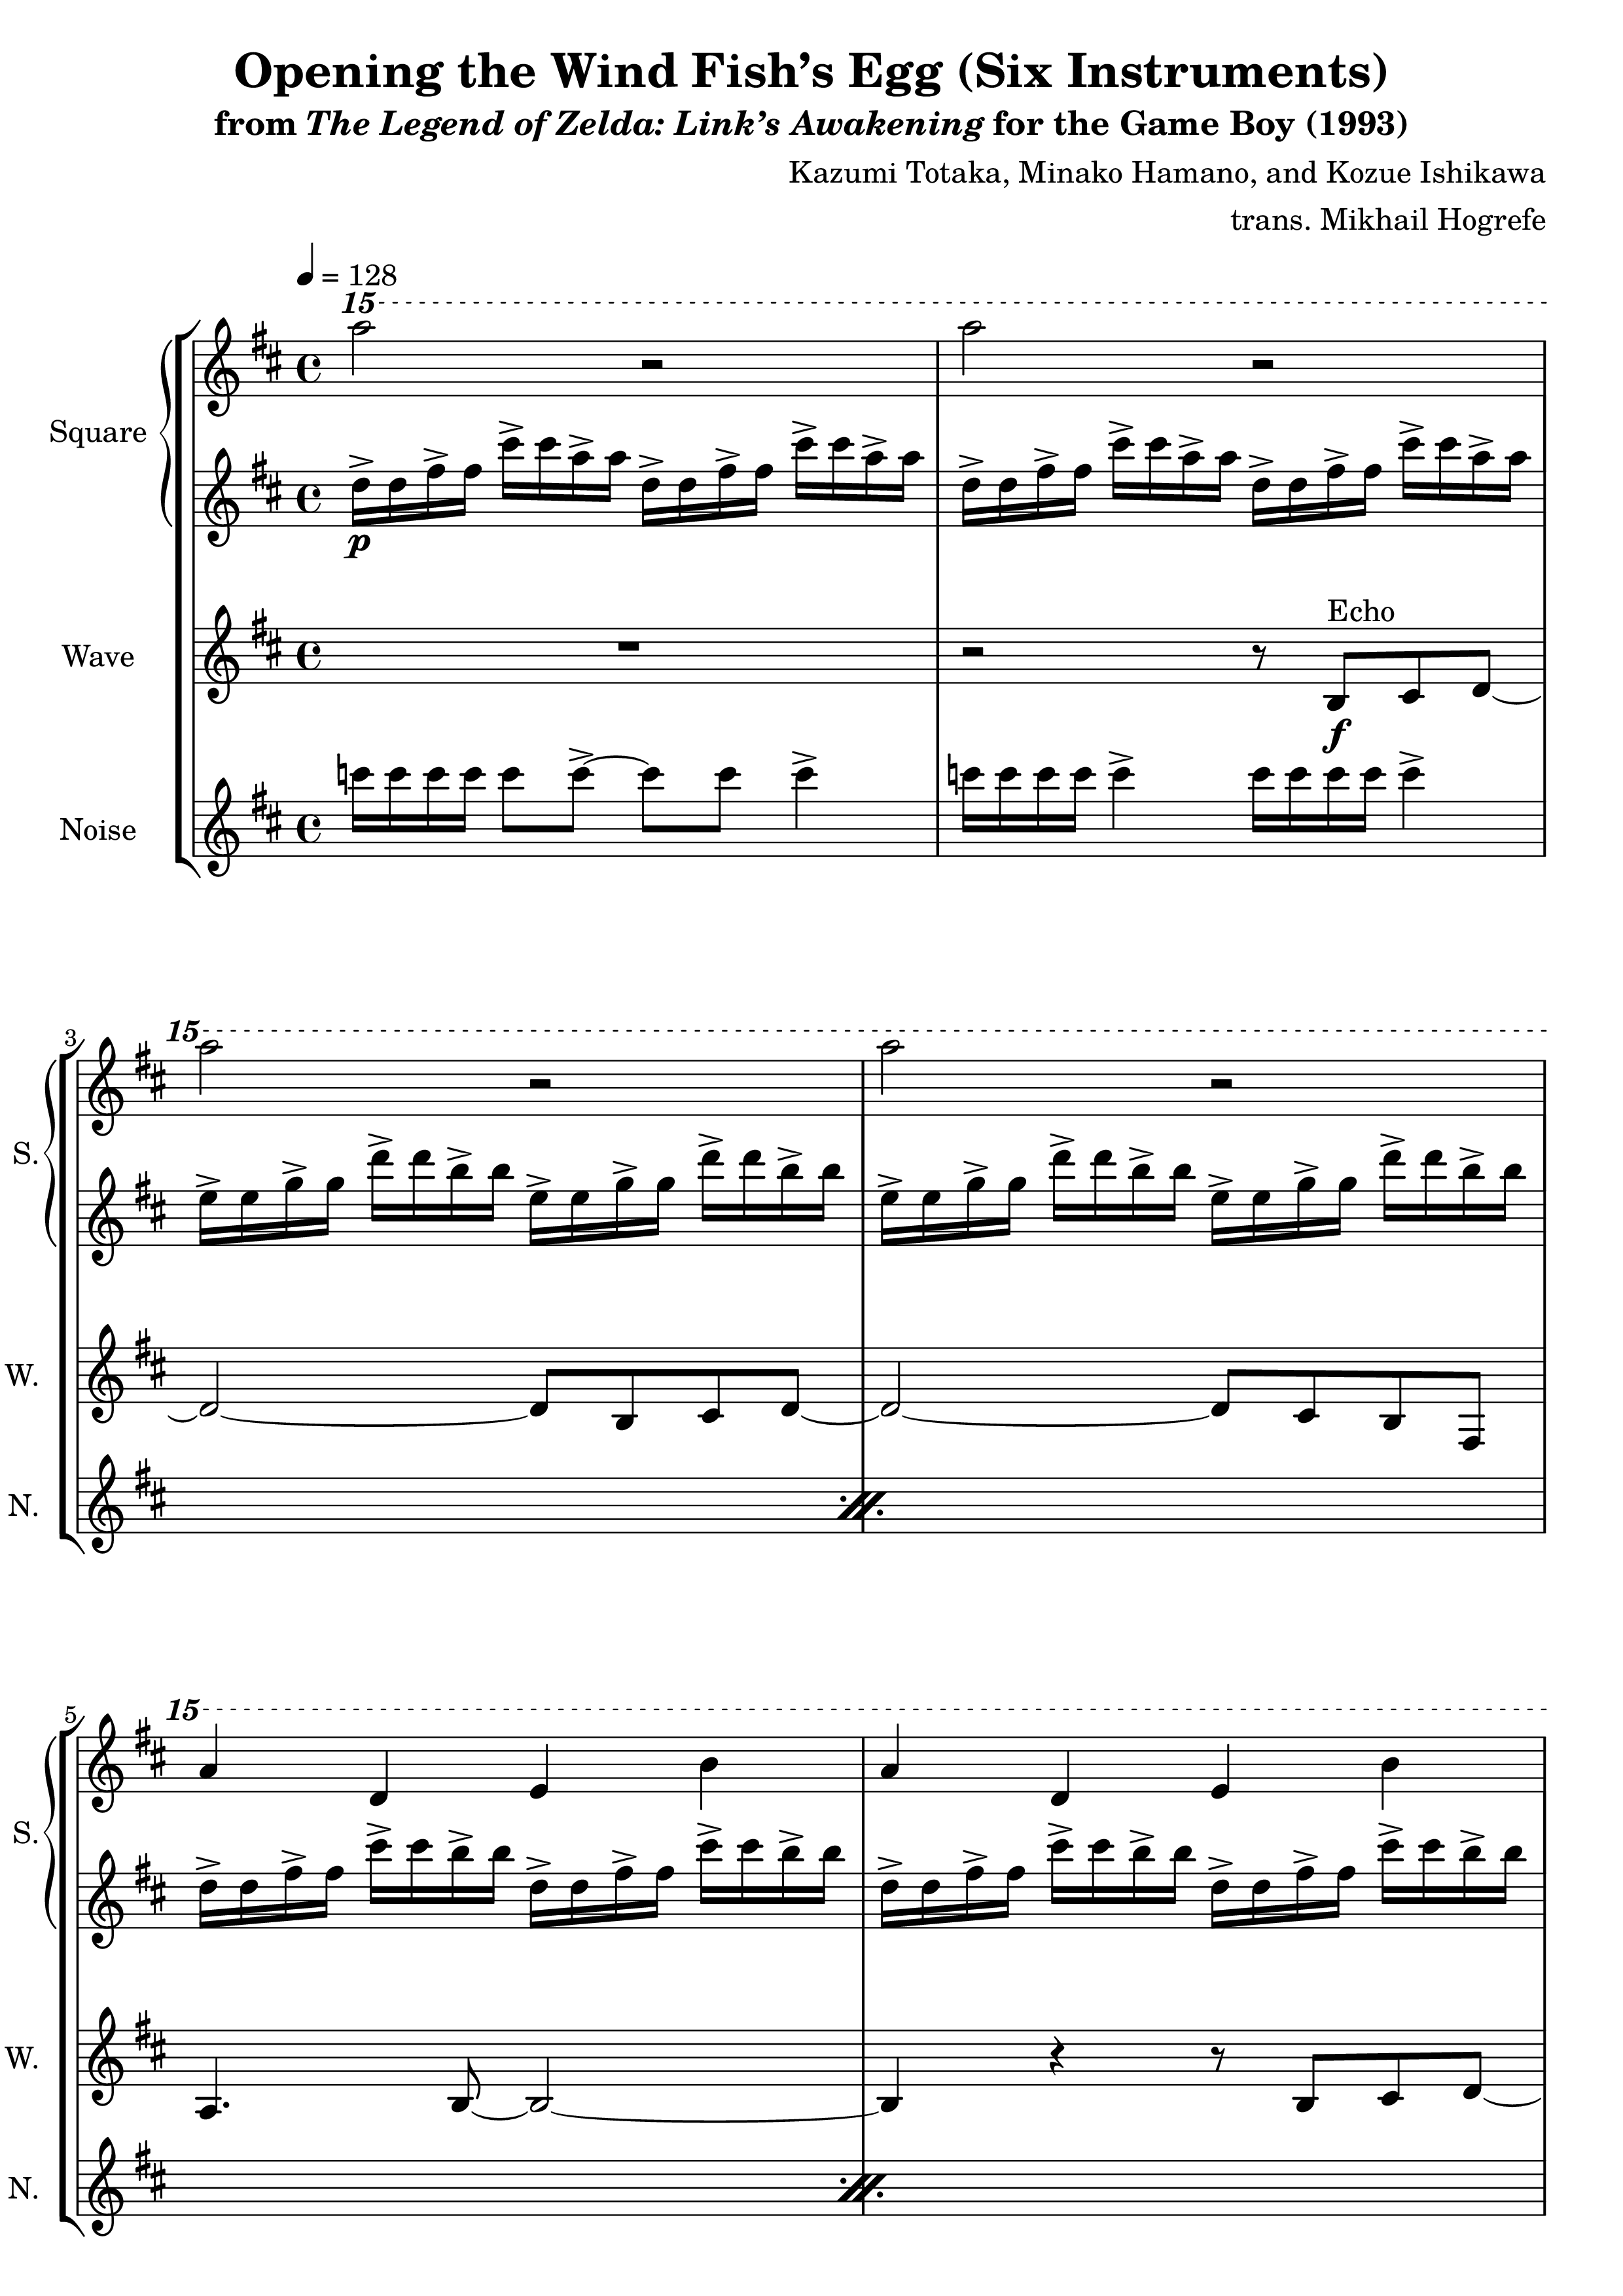 Opening the Wind Fish’s Egg (Six Instruments)
from The Legend of Zelda: Link’s Awakening for the Game Boy (1993)
Kazumi Totaka, Minako Hamano, and Kozue Ishikawa
trans. Mikhail Hogrefe
= 128
15
Square
p
Echo
Wave
f
Noise
3
15
S.
W.
N.
5
15
S.
W.
N.